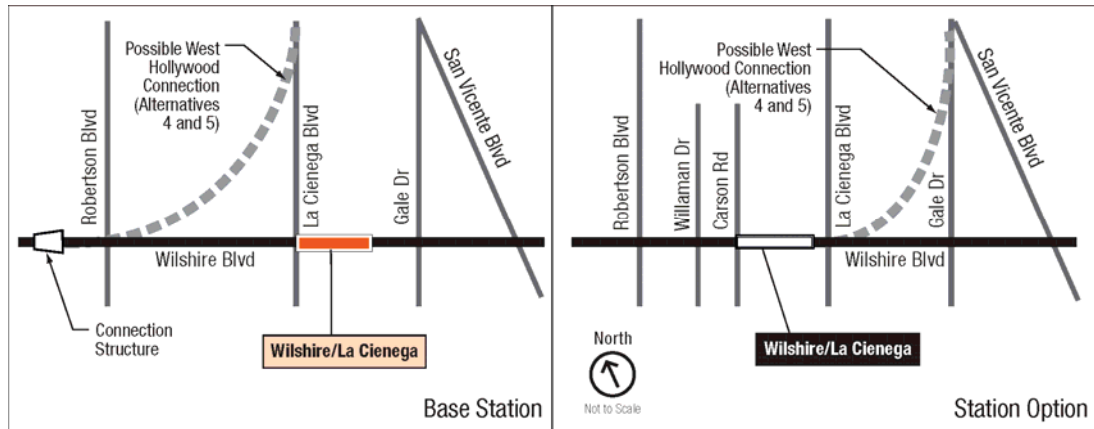 Possible West
Hollywood
Connection
(Alternatives
4 and 5)
Robertson Blvd
La Cienega Blvd
Gale Dr
San Vicente Blvd
Wilshire Blvd
Connection
Structure
Wilshire/La Cienega
Base Station
Possible West
Hollywood Connection
(Alternatives
4 and 5)
Robertson Blvd
Willaman Dr
Carson Rd
La Cienega Blvd
Gale Dr
San Vicente Blvd
Wilshire Blvd
Wilshire/La Cienega
North
Not to Scale
Station Option